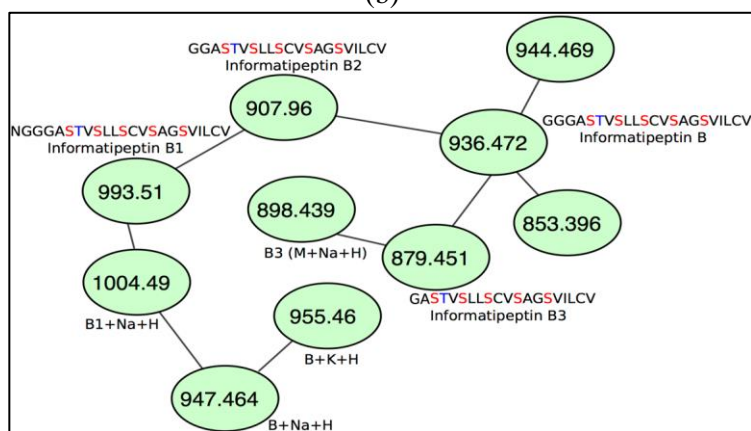 (b)
GGASTVSLLSCVSAGSVILCV
Informatipeptin B2
944.469
907.96
NGGGASTVSLLSCVSAGSVILCV
Informatipeptin B1
936.472
GGGASTVSLLSCVSAGSVILCV
Informatipeptin B
993.51
898.439
B3 (M+Na+H)
853.396
879.451
1004.49
B1+Na+H
GASTVSLLSCVSAGSVILCV
Informatipeptin B3
955.46
B+K+H
947.464
B+Na+H